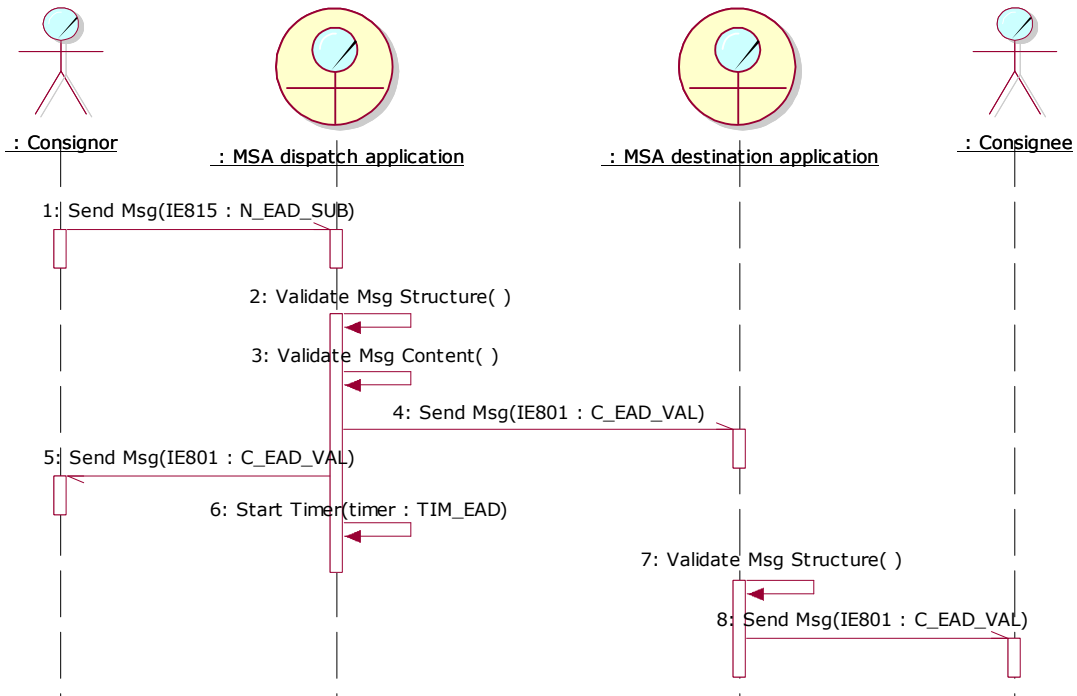 : Consignor
: MSA dispatch application
: MSA destination application
: Consignee
1: Send Msg(IE815 : N_EAD_SUB)
2: Validate Msg Structure( )
3: Validate Msg Content( )
4: Send Msg(IE801 : C_EAD_VAL)
5: Send Msg(IE801 : C_EAD_VAL)
6: Start Timer(timer : TIM_EAD)
7: Validate Msg Structure( )
8: Send Msg(IE801 : C_EAD_VAL)